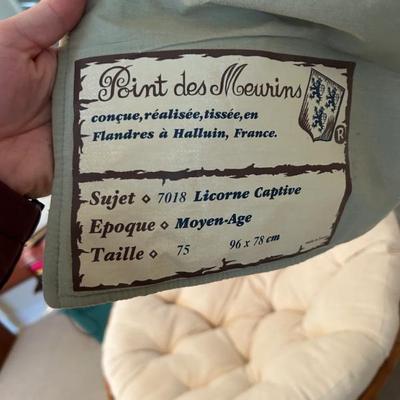 Point des Meurins
conçue,réalisée,tissée,en
Flandres à Halluin, France.
®
Sujet ⋄ 7018 Licorne Captive
Epoque ⋄ Moyen-Age
Taille ⋄ 75 96 x 78 cm